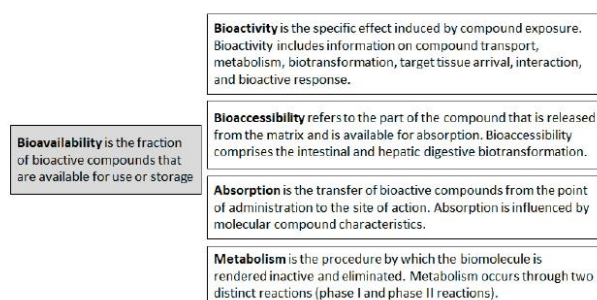 Bioactivity is the specific effect induced by compound exposure.
Bioactivity includes information on compound transport,
metabolism, biotransformation, target tissue arrival, interaction,
and bioactive response.
Bioaccessibility refers to the part of the compound that is released
from the matrix and is available for absorption. Bioaccessibility
comprises the intestinal and hepatic digestive biotransformation.
Bioavailability is the fraction
of bioactive compounds that
are available for use or storage
Absorption is the transfer of bioactive compounds from the point
of administration to the site of action. Absorption is influenced by
molecular compound characteristics.
Metabolism is the procedure by which the biomolecule is
rendered inactive and eliminated. Metabolism occurs through two
distinct reactions (phase I and phase II reactions).